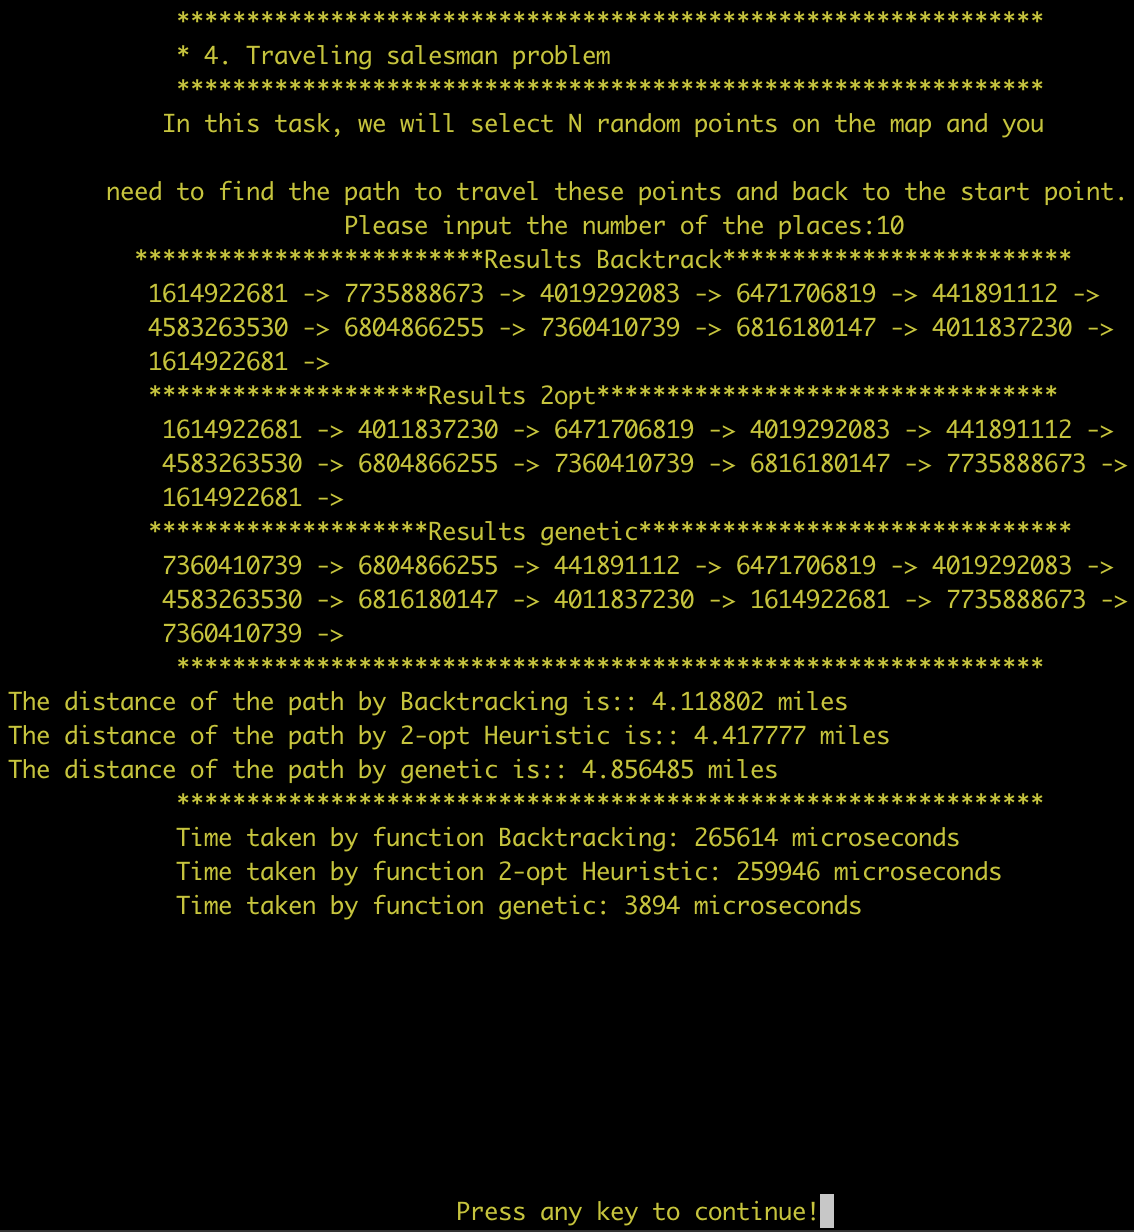 **************************************************************
* 4. Traveling salesman problem
**************************************************************
In this task, we will select N random points on the map and you
need to find the path to travel these points and back to the start point.
Please input the number of the places:10
*************************Results Backtrack*************************
1614922681 -> 7735888673 -> 4019292083 -> 6471706819 -> 441891112 ->
4583263530 -> 6804866255 -> 7360410739 -> 6816180147 -> 4011837230 ->
1614922681 ->
********************Results 2opt*********************************
1614922681 -> 4011837230 -> 6471706819 -> 4019292083 -> 441891112 ->
4583263530 -> 6804866255 -> 7360410739 -> 6816180147 -> 7735888673 ->
1614922681 ->
********************Results genetic*******************************
7360410739 -> 6804866255 -> 441891112 -> 6471706819 -> 4019292083 ->
4583263530 -> 6816180147 -> 4011837230 -> 1614922681 -> 7735888673 ->
7360410739 ->
**************************************************************
The distance of the path by Backtracking is:: 4.118802 miles
The distance of the path by 2-opt Heuristic is:: 4.417777 miles
The distance of the path by genetic is:: 4.856485 miles
**************************************************************
Time taken by function Backtracking: 265614 microseconds
Time taken by function 2-opt Heuristic: 259946 microseconds
Time taken by function genetic: 3894 microseconds
Press any key to continue!